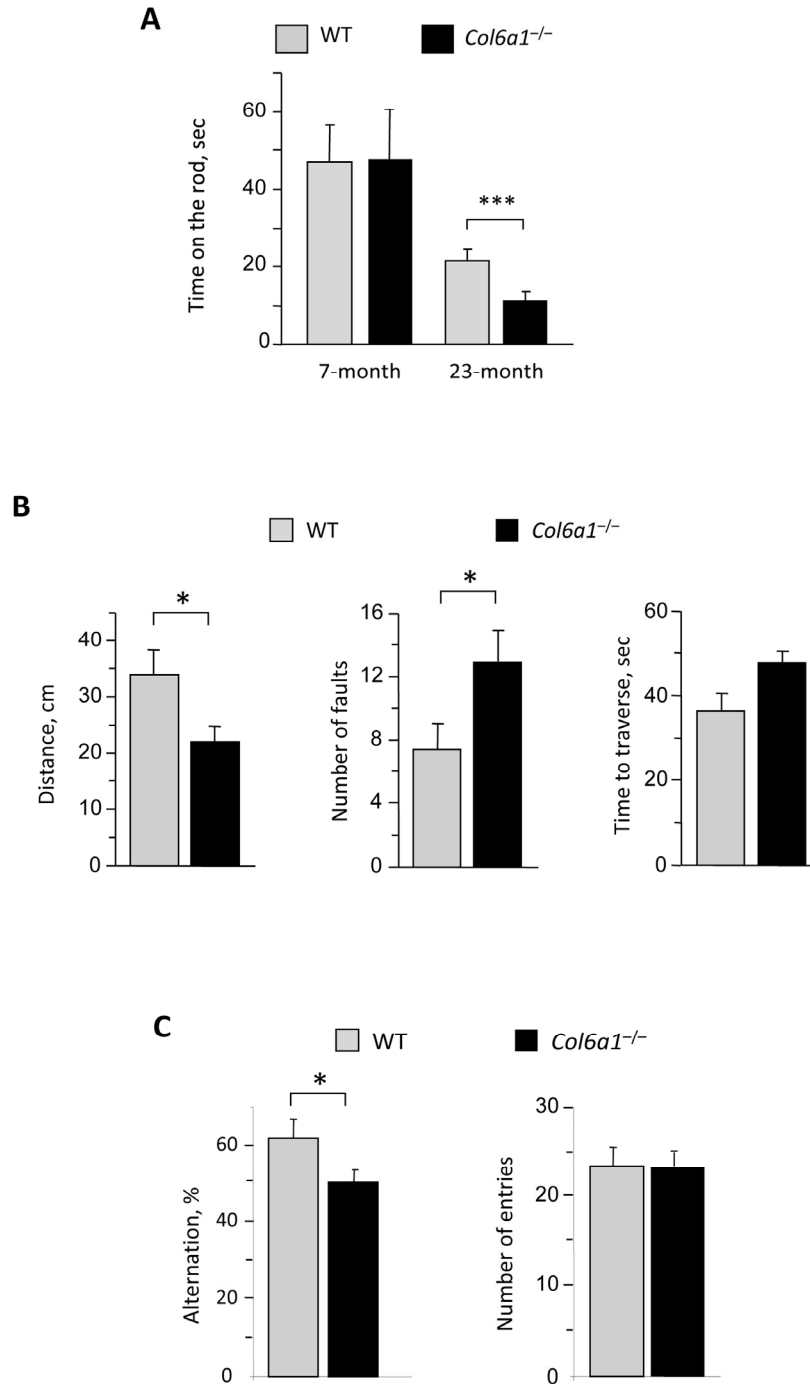 A
WT Col6a1–/–
Time on the rod, sec
60
40
20
0
***
7-month 23-month
B
WT Col6a1–/–
Distance, cm
40
30
20
10
0
*
Number of faults
16
12
8
4
0
*
Time to traverse, sec
60
40
20
0
C
WT Col6a1–/–
Alternation, %
60
40
20
0
*
Number of entries
30
20
10
0